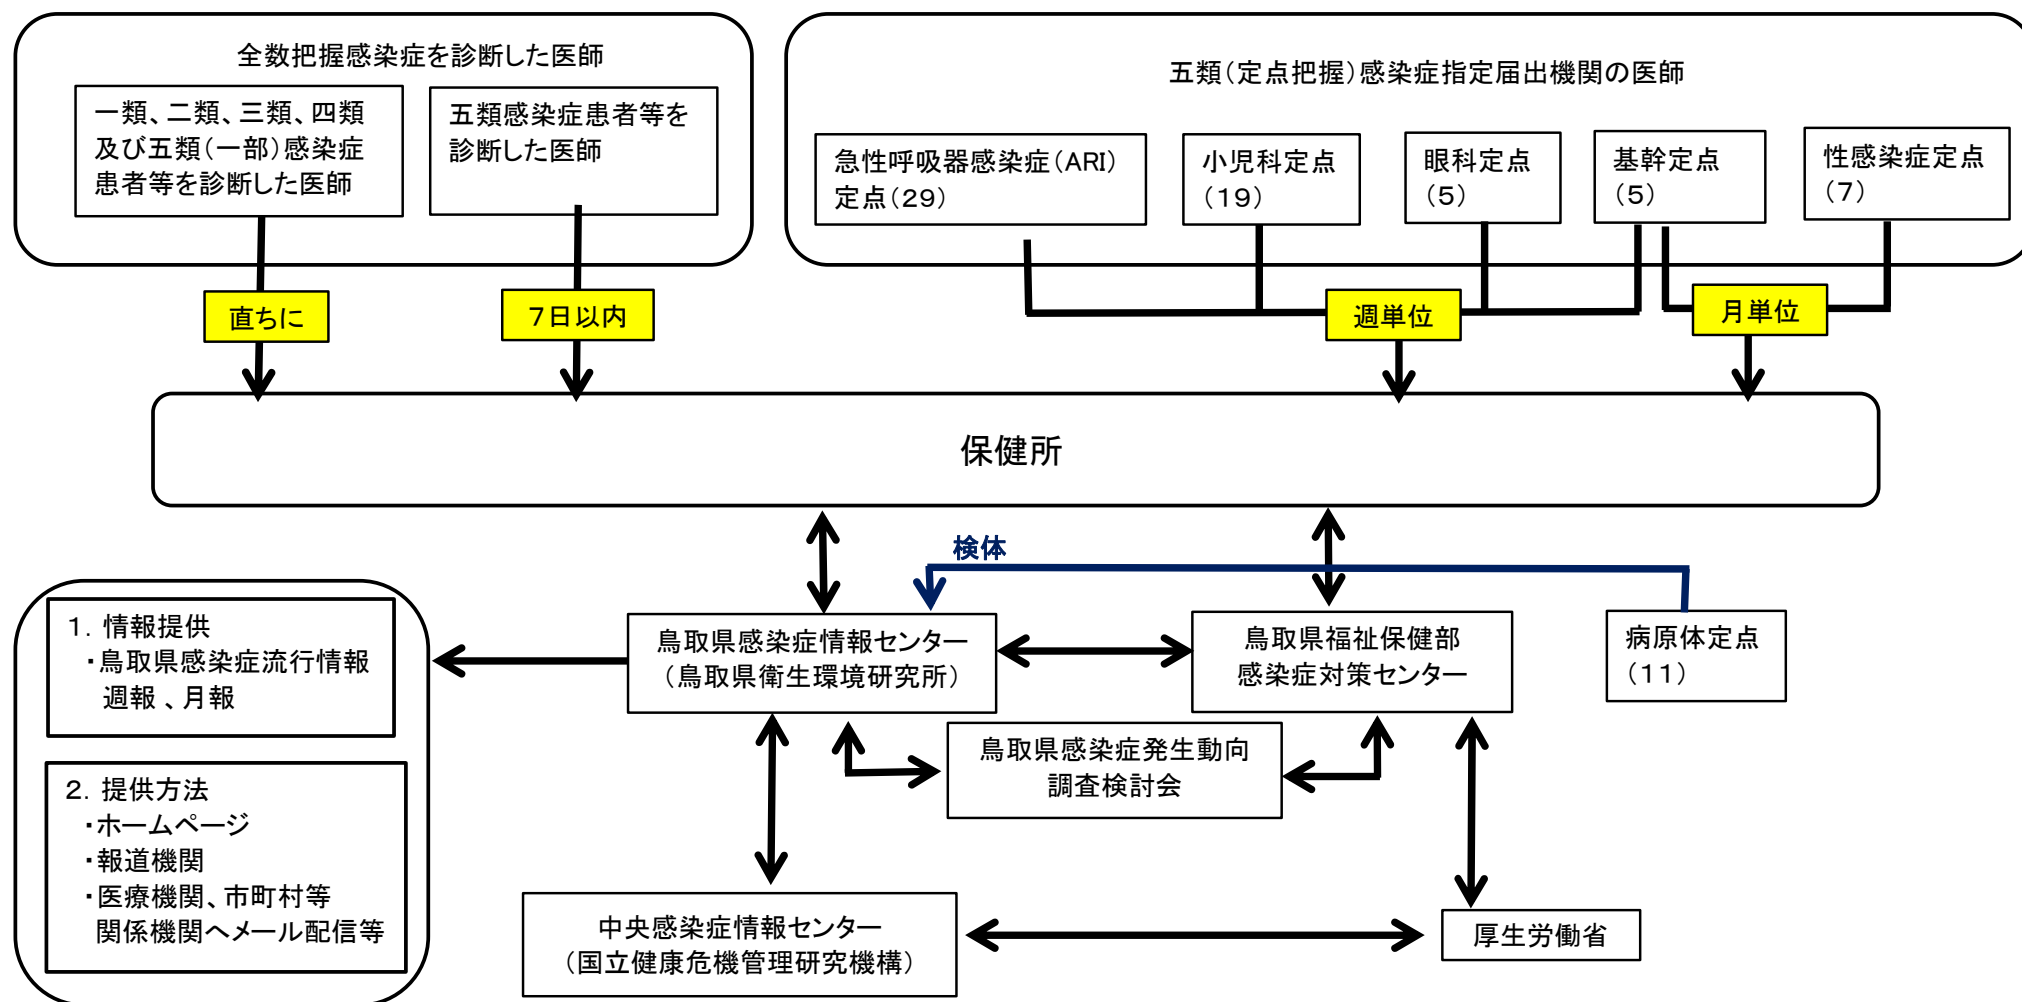 全数把握感染症を診断した医師
一類、二類、三類、四類
及び五類（一部）感染症
患者等を診断した医師
五類感染症患者等を
診断した医師
直ちに
７日以内
五類（定点把握）感染症指定届出機関の医師
急性呼吸器感染症（ARI）
定点（29）
小児科定点
（19）
眼科定点
（5）
基幹定点
（5）
性感染症定点
（7）
週単位
月単位
保健所
検体
鳥取県感染症情報センター
（鳥取県衛生環境研究所）
鳥取県福祉保健部
感染症対策センター
病原体定点
（11）
鳥取県感染症発生動向
調査検討会
中央感染症情報センター
（国立健康危機管理研究機構）
厚生労働省
１．情報提供
・鳥取県感染症流行情報
週報 、月報
２．提供方法
・ホームページ
・報道機関
・医療機関、市町村等
関係機関へメール配信等